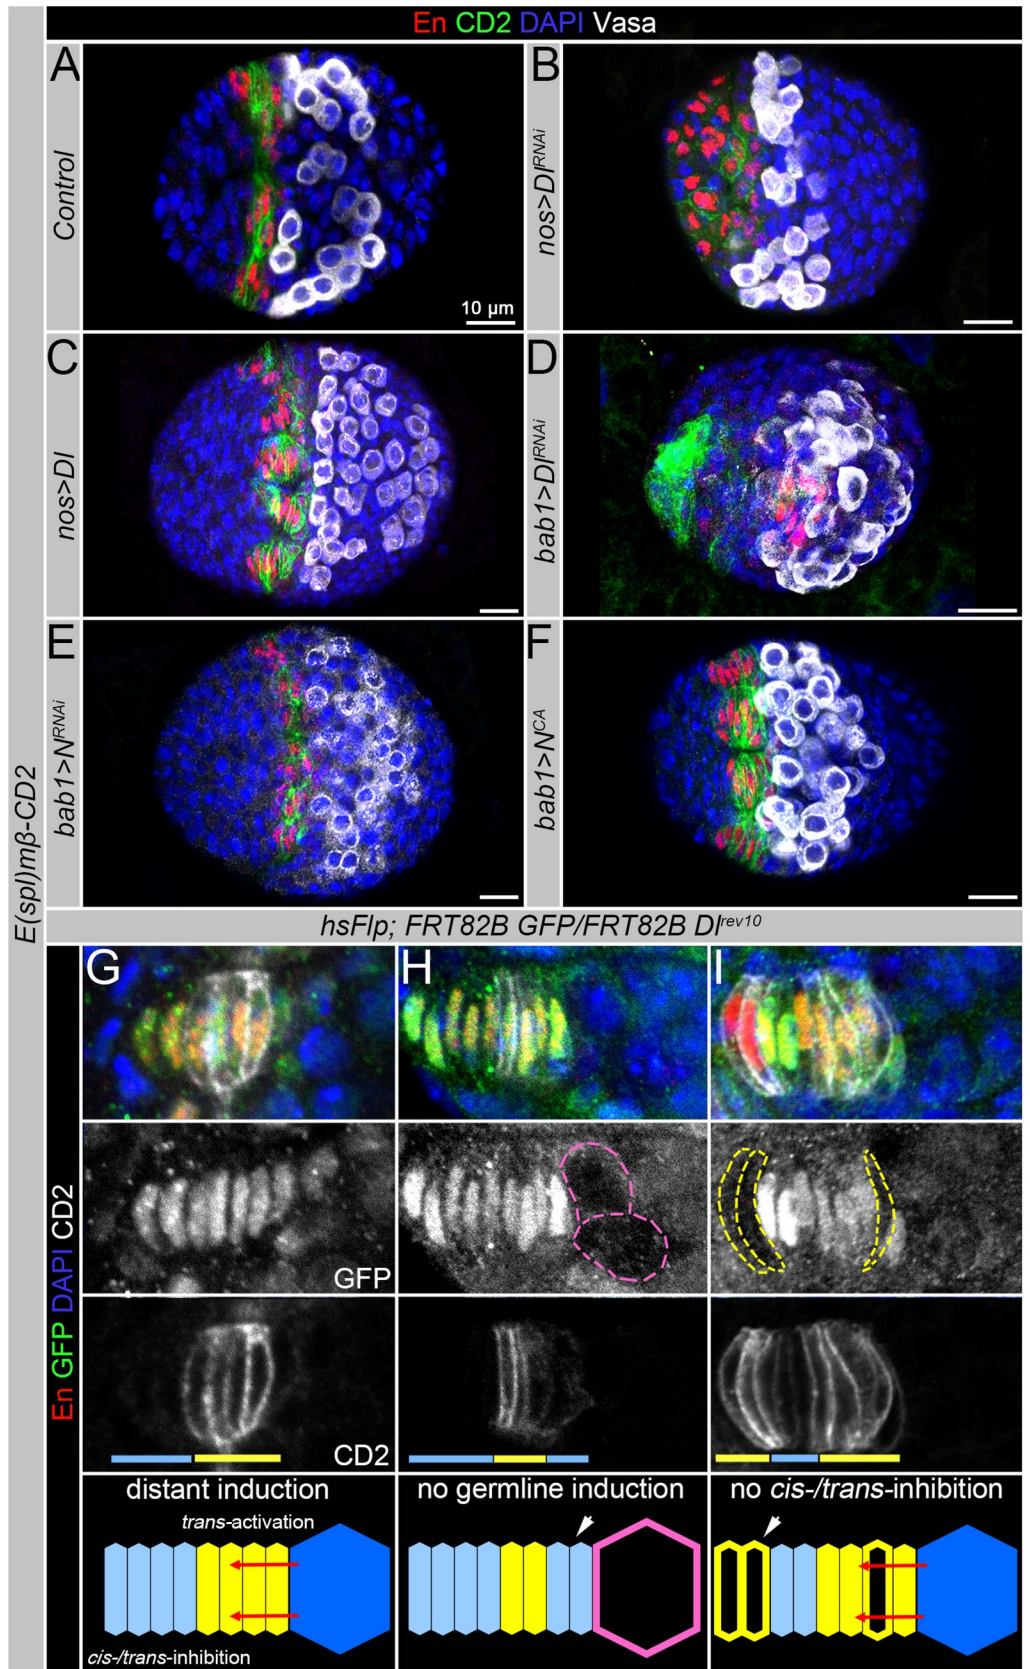 En CD2 DAPI Vasa
E(spl)mβ-CD2
A
Control
10 µm
B
nos>Dl^RNAi
C
nos>Dl
D
bab1>Dl^RNAi
E
bab1>N^RNAi
F
bab1>N^CA
hsFlp; FRT82B GFP/FRT82B Dl^rev10
En GFP DAPI CD2
G
H
I
GFP
CD2
distant induction
trans-activation
cis-/trans-inhibition
no germline induction
no cis-/trans-inhibition